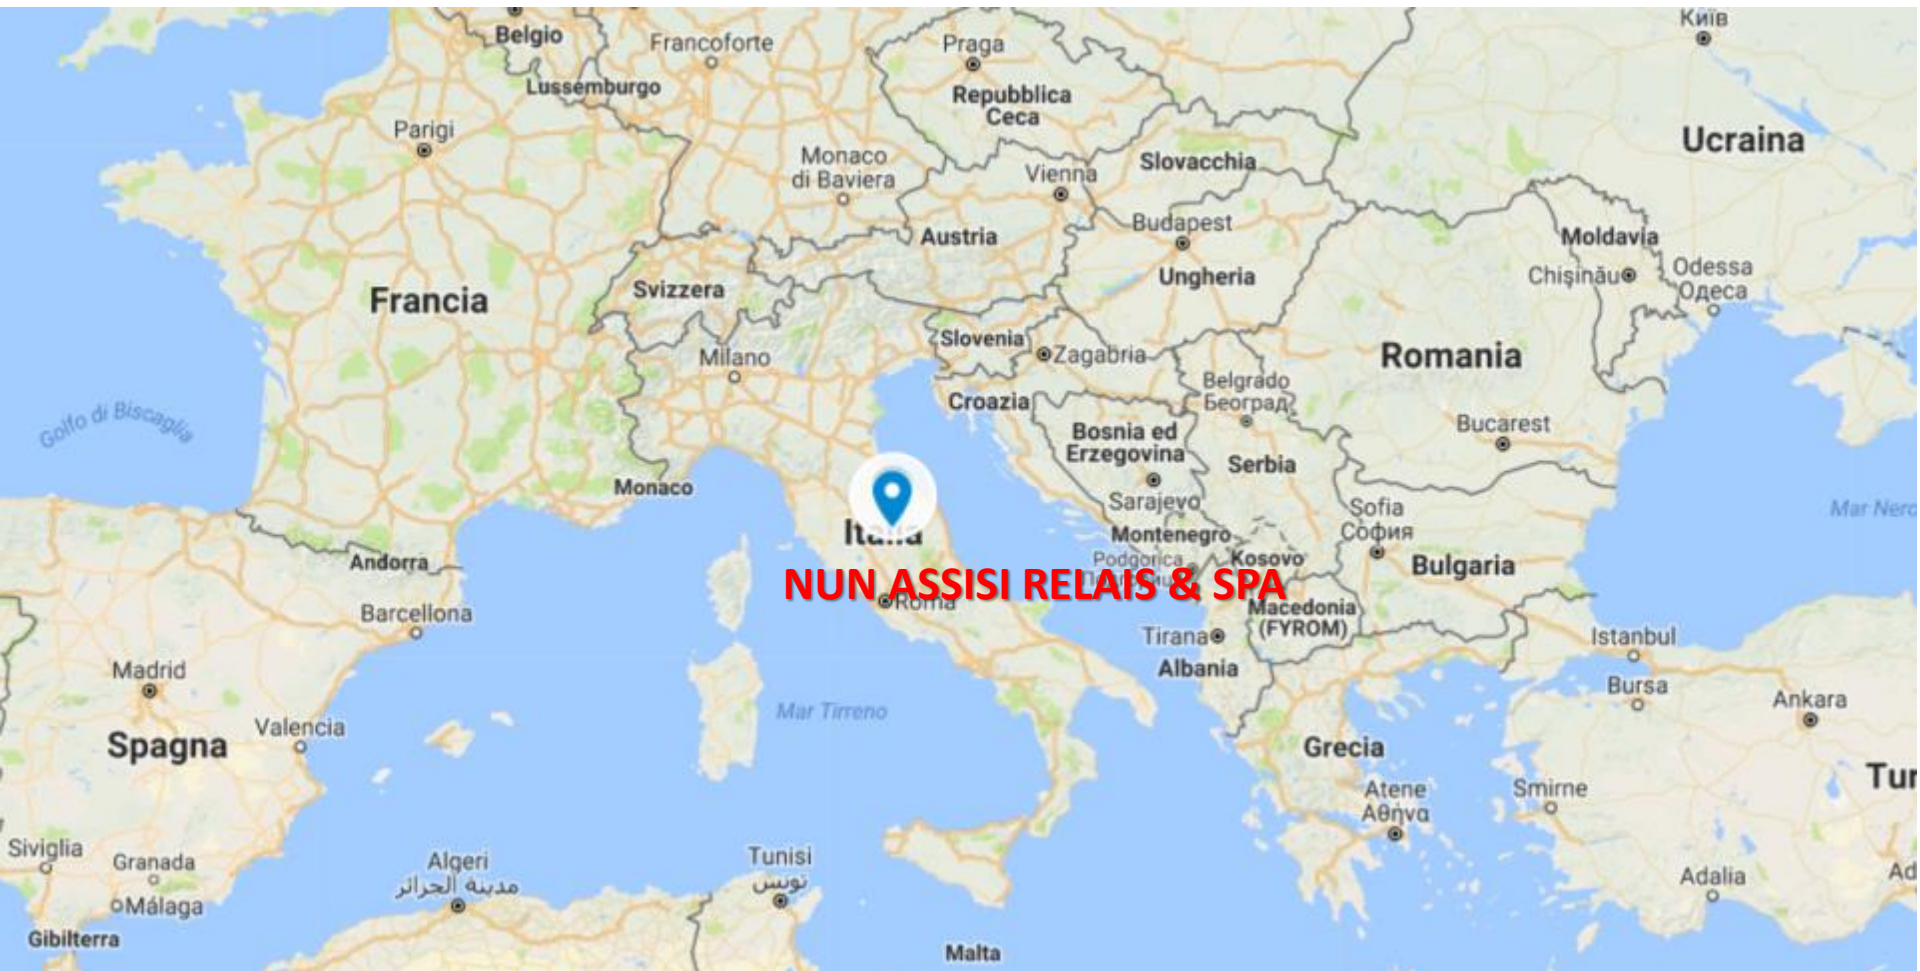 Київ
Belgio
Francoforte
Praga
Lussemburgo
Repubblica
Ceca
Parigi
Ucraina
Monaco
di Baviera
Slovacchia
Vienna
Budapest
Austria
Moldavia
Ungheria
Chișinău
Odessa
Одеса
Svizzera
Francia
Slovenia
Zagabria
Milano
Romania
Belgrado
Београд
Croazia
Golfo di Biscaglia
Bosnia ed
Erzegovina
Bucarest
Serbia
Monaco
Sarajevo
Sofia
София
Mar Nero
Italia
Montenegro
Podgorica
Kosovo
Andorra
Bulgaria
NUN ASSISI RELAIS & SPA
Roma
Macedonia
(FYROM)
Barcellona
Tirana
Istanbul
Albania
Madrid
Bursa
Ankara
Mar Tirreno
Valencia
Spagna
Grecia
Tur
Atene
Αθήνα
Smirne
Siviglia
Granada
Algeri
مدينة الجزائر
Tunisi
تونس
Adalia
Ad
Málaga
Gibilterra
Malta